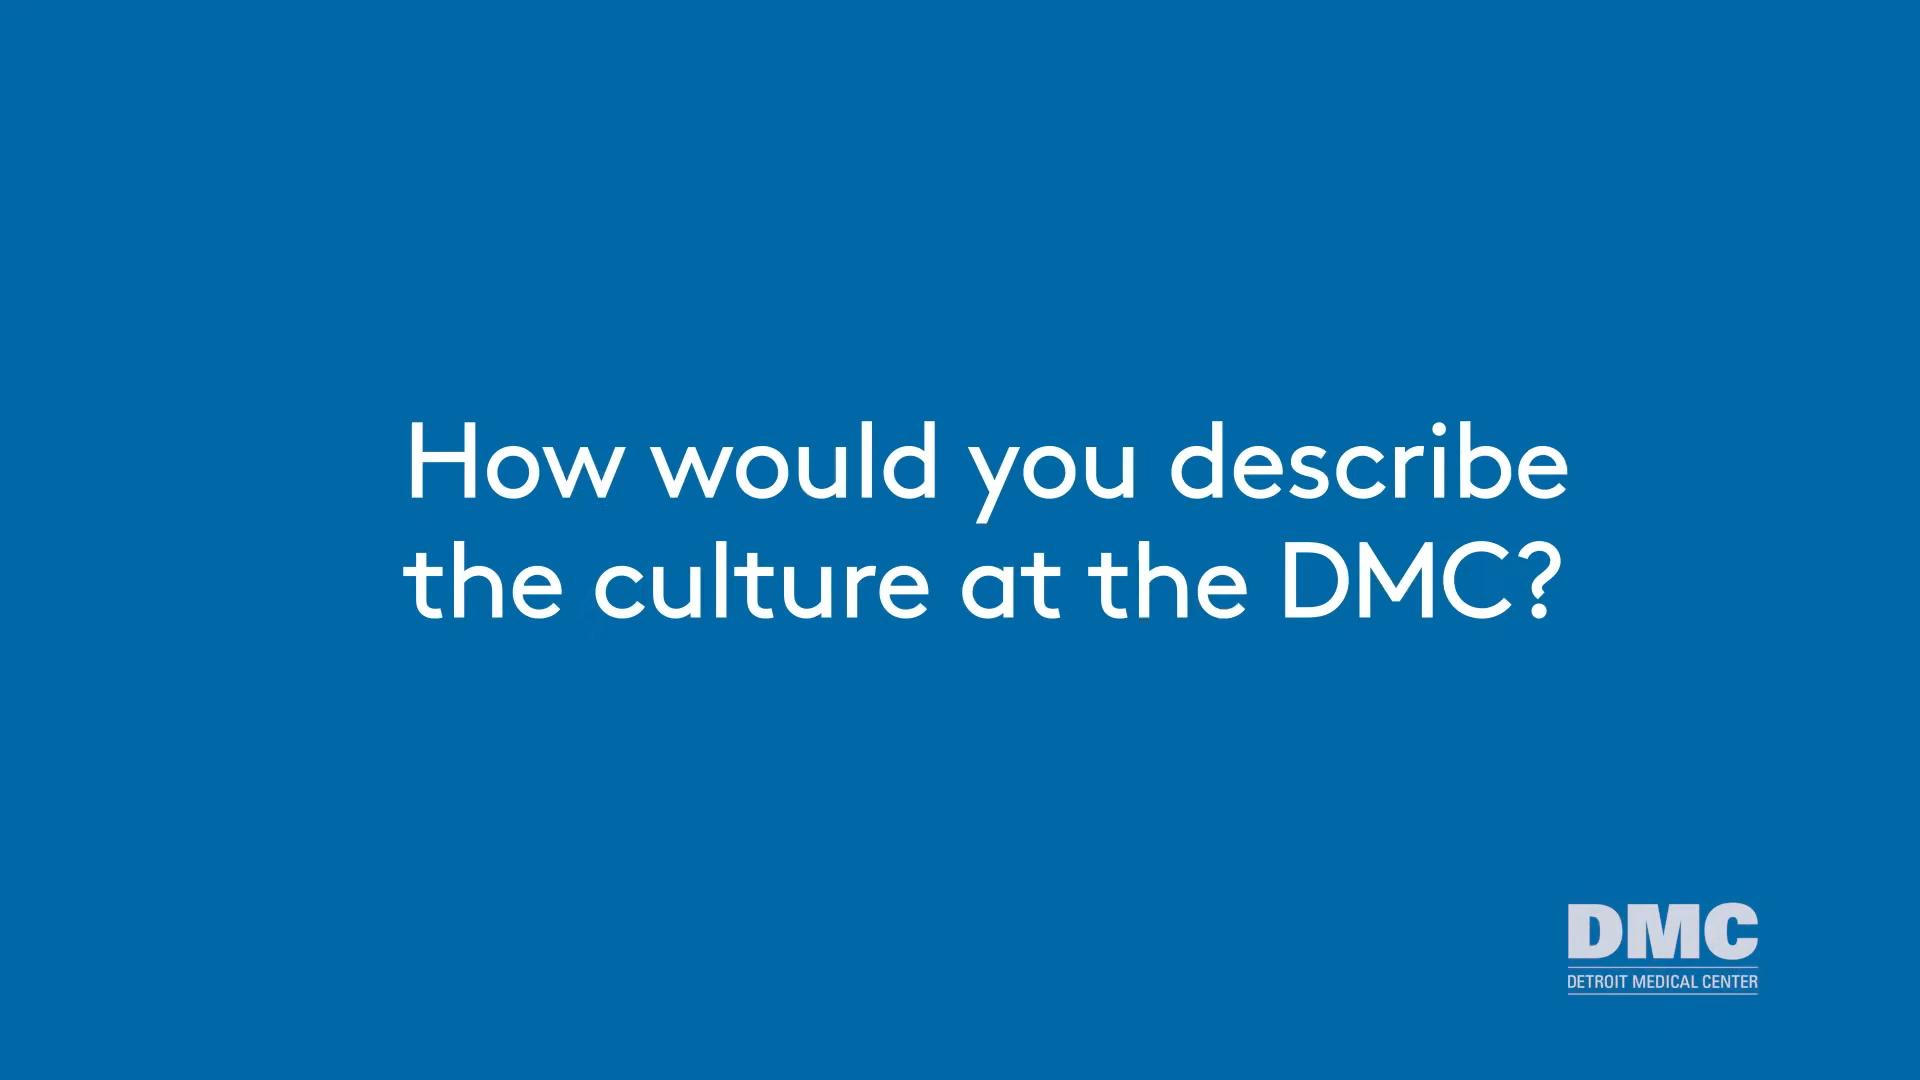 How would you describe
the culture at the DMC?
DMC
DETROIT MEDICAL CENTER